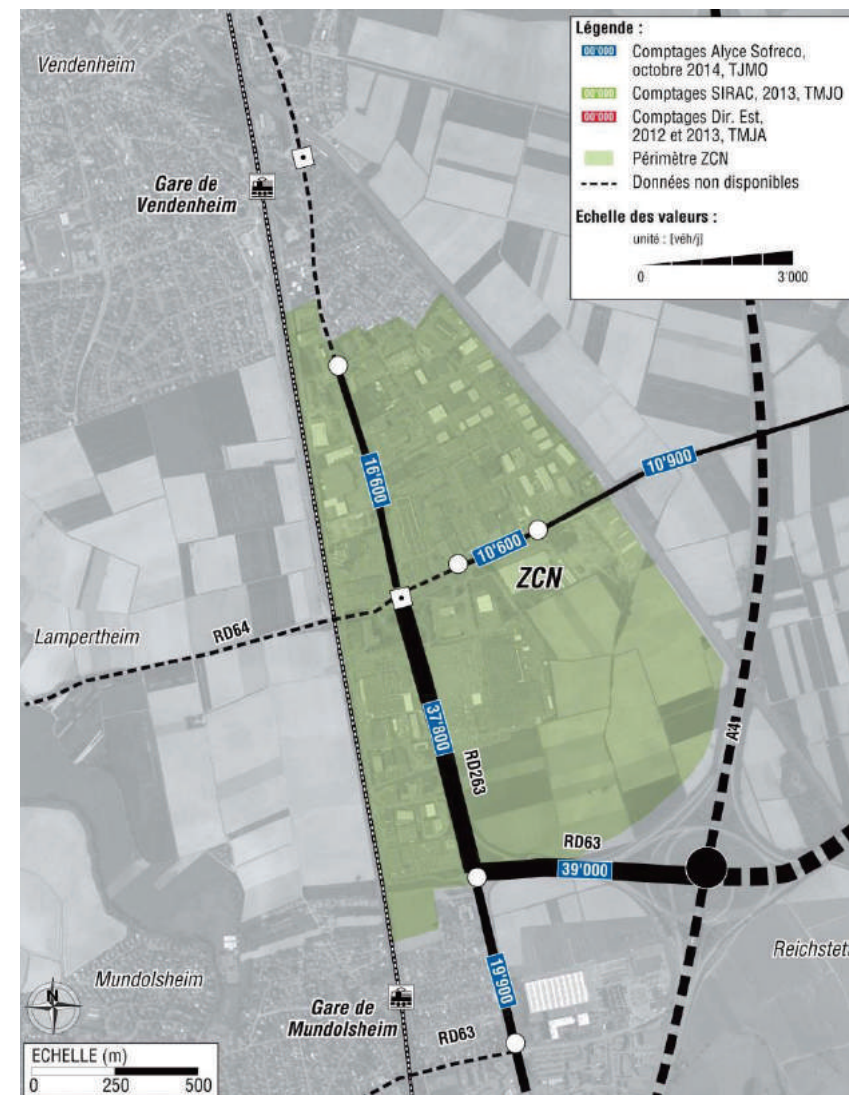 Légende :
00'000 Comptages Alyce Sofreco,
octobre 2014, TJMO
00'000 Comptages SIRAC, 2013, TMJO
00'000 Comptages Dir. Est,
2012 et 2013, TMJA
Périmètre ZCN
Données non disponibles
Echelle des valeurs :
unité : [véh/j]
0 3'000
Vendenheim
Gare de
Vendenheim
16'600
10'900
10'600
ZCN
Lampertheim
RD64
37'800
RD263
A4
RD63
39'000
Reichstett
Mundolsheim
19'900
N
Gare de
Mundolsheim
RD63
ECHELLE (m)
0 250 500